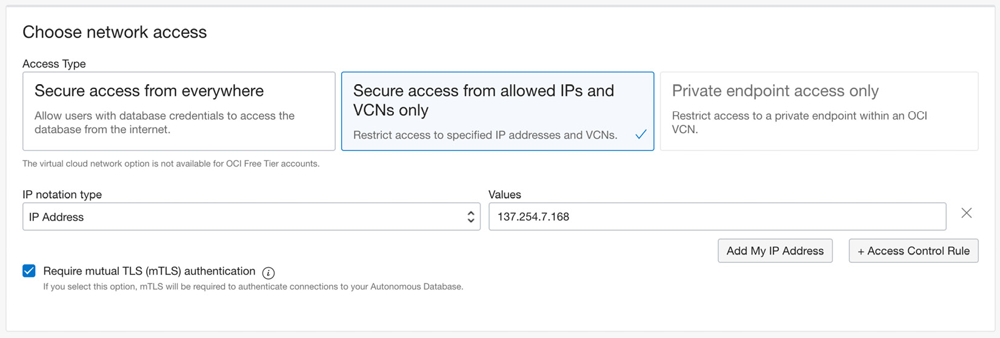 Choose network access
Access Type
Secure access from everywhere
Allow users with database credentials to access the
database from the internet.
Secure access from allowed IPs and
VCNs only
Restrict access to specified IP addresses and VCNs.
Private endpoint access only
Restrict access to a private endpoint within an OCI
VCN.
The virtual cloud network option is not available for OCI Free Tier accounts.
IP notation type
IP Address
Values
137.254.7.168
Add My IP Address
+ Access Control Rule
Require mutual TLS (mTLS) authentication i
If you select this option, mTLS will be required to authenticate connections to your Autonomous Database.